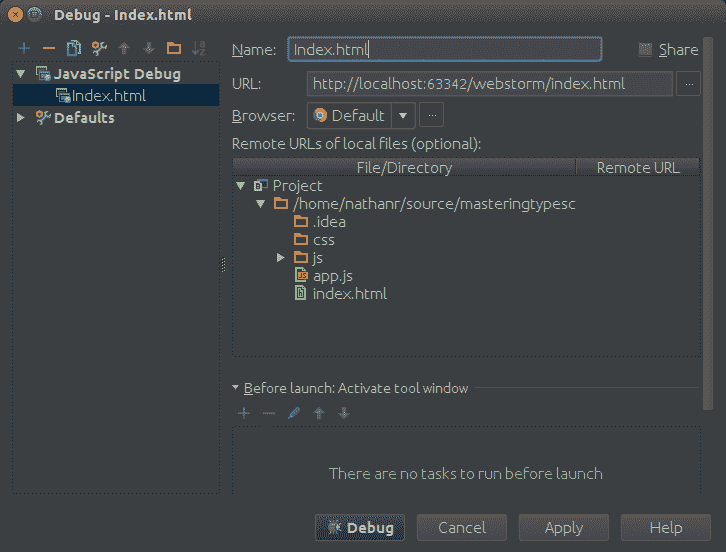 Debug - Index.html
Name: Index.html Share
JavaScript Debug
Index.html
Defaults
URL: http://localhost:63342/webstorm/index.html ...
Browser: Default ...
Remote URLs of local files (optional):
File/Directory Remote URL
Project
/home/nathanr/source/masteringtypesc
.idea
css
js
app.js
index.html
Before launch: Activate tool window
There are no tasks to run before launch
Debug Cancel Apply Help